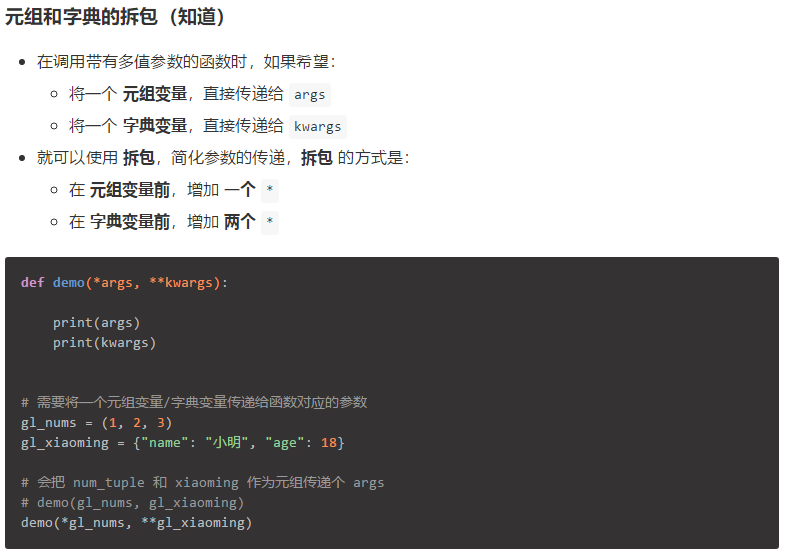 元组和字典的拆包（知道）
在调用带有多值参数的函数时，如果希望：
将一个 元组变量，直接传递给 args
将一个 字典变量，直接传递给 kwargs
就可以使用 拆包，简化参数的传递，拆包 的方式是：
在 元组变量前，增加 一个 *
在 字典变量前，增加 两个 *
def demo(*args, **kwargs):
    print(args)
    print(kwargs)
# 需要将一个元组变量/字典变量传递给函数对应的参数
gl_nums = (1, 2, 3)
gl_xiaoming = {"name": "小明", "age": 18}
# 会把 num_tuple 和 xiaoming 作为元组传递个 args
# demo(gl_nums, gl_xiaoming)
demo(*gl_nums, **gl_xiaoming)